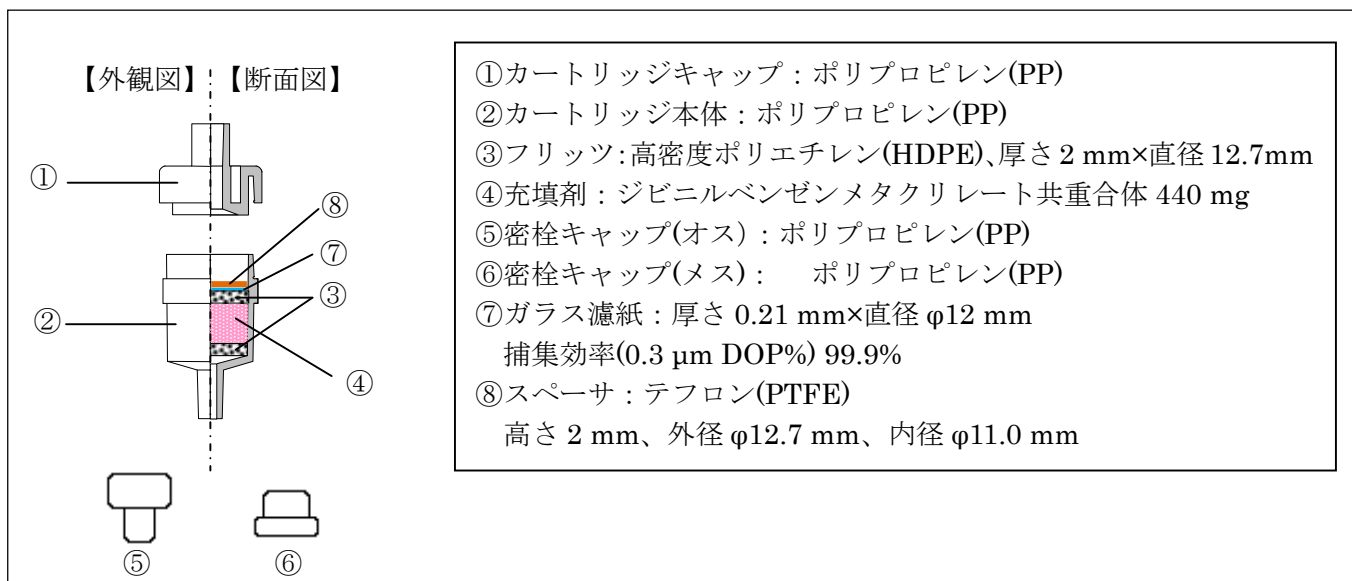 【外観図】 【断面図】
①
⑧
⑦
③
②
④
⑤
⑥
①カートリッジキャップ：ポリプロピレン(PP)
②カートリッジ本体：ポリプロピレン(PP)
③フリッツ：高密度ポリエチレン(HDPE)、厚さ 2 mm×直径 12.7mm
④充填剤：ジビニルベンゼンメタクリレート共重合体 440 mg
⑤密栓キャップ(オス）：ポリプロピレン(PP)
⑥密栓キャップ(メス)：　ポリプロピレン(PP)
⑦ガラス濾紙：厚さ 0.21 mm×直径 φ12 mm
捕集効率(0.3 μm DOP%) 99.9%
⑧スペーサ：テフロン(PTFE)
高さ 2 mm、外径 φ12.7 mm、内径 φ11.0 mm